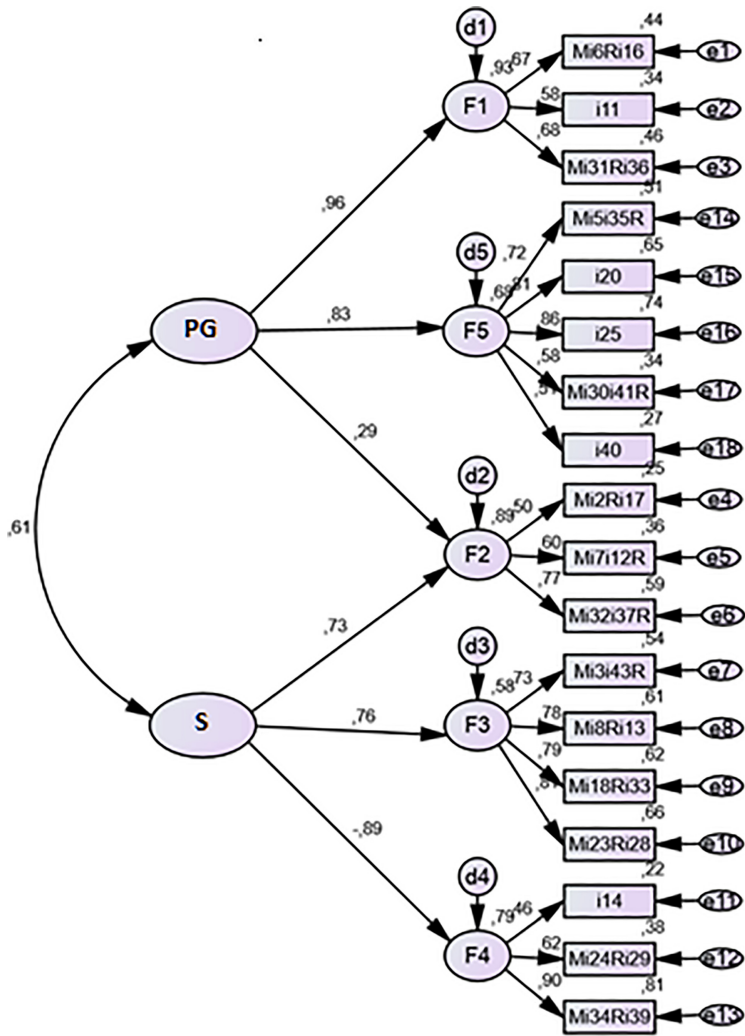 ,44
d1
,93 ,67
Mi6Ri16
e1
,34
F1
,58
i11
e2
,46
,68
Mi31Ri36
e3
,51
,96
Mi5i35R
e14
,72
,65
d5
i20
e15
,68 ,81
,74
PG
,83
F5
,86
i25
e16
,34
,58
Mi30i41R
e17
,51
,27
,29
i40
e18
,25
d2
,89 ,50
Mi2Ri17
e4
,36
,61
F2
,60
Mi7i12R
e5
,59
,77
Mi32i37R
e6
,73
,54
d3
,58 ,73
Mi3i43R
e7
,61
S
,76
F3
,78
Mi8Ri13
e8
,62
,79
Mi18Ri33
e9
,66
-,89
Mi23Ri28
e10
,22
d4
,79 ,46
i14
e11
,38
F4
,62
Mi24Ri29
e12
,81
,90
Mi34Ri39
e13